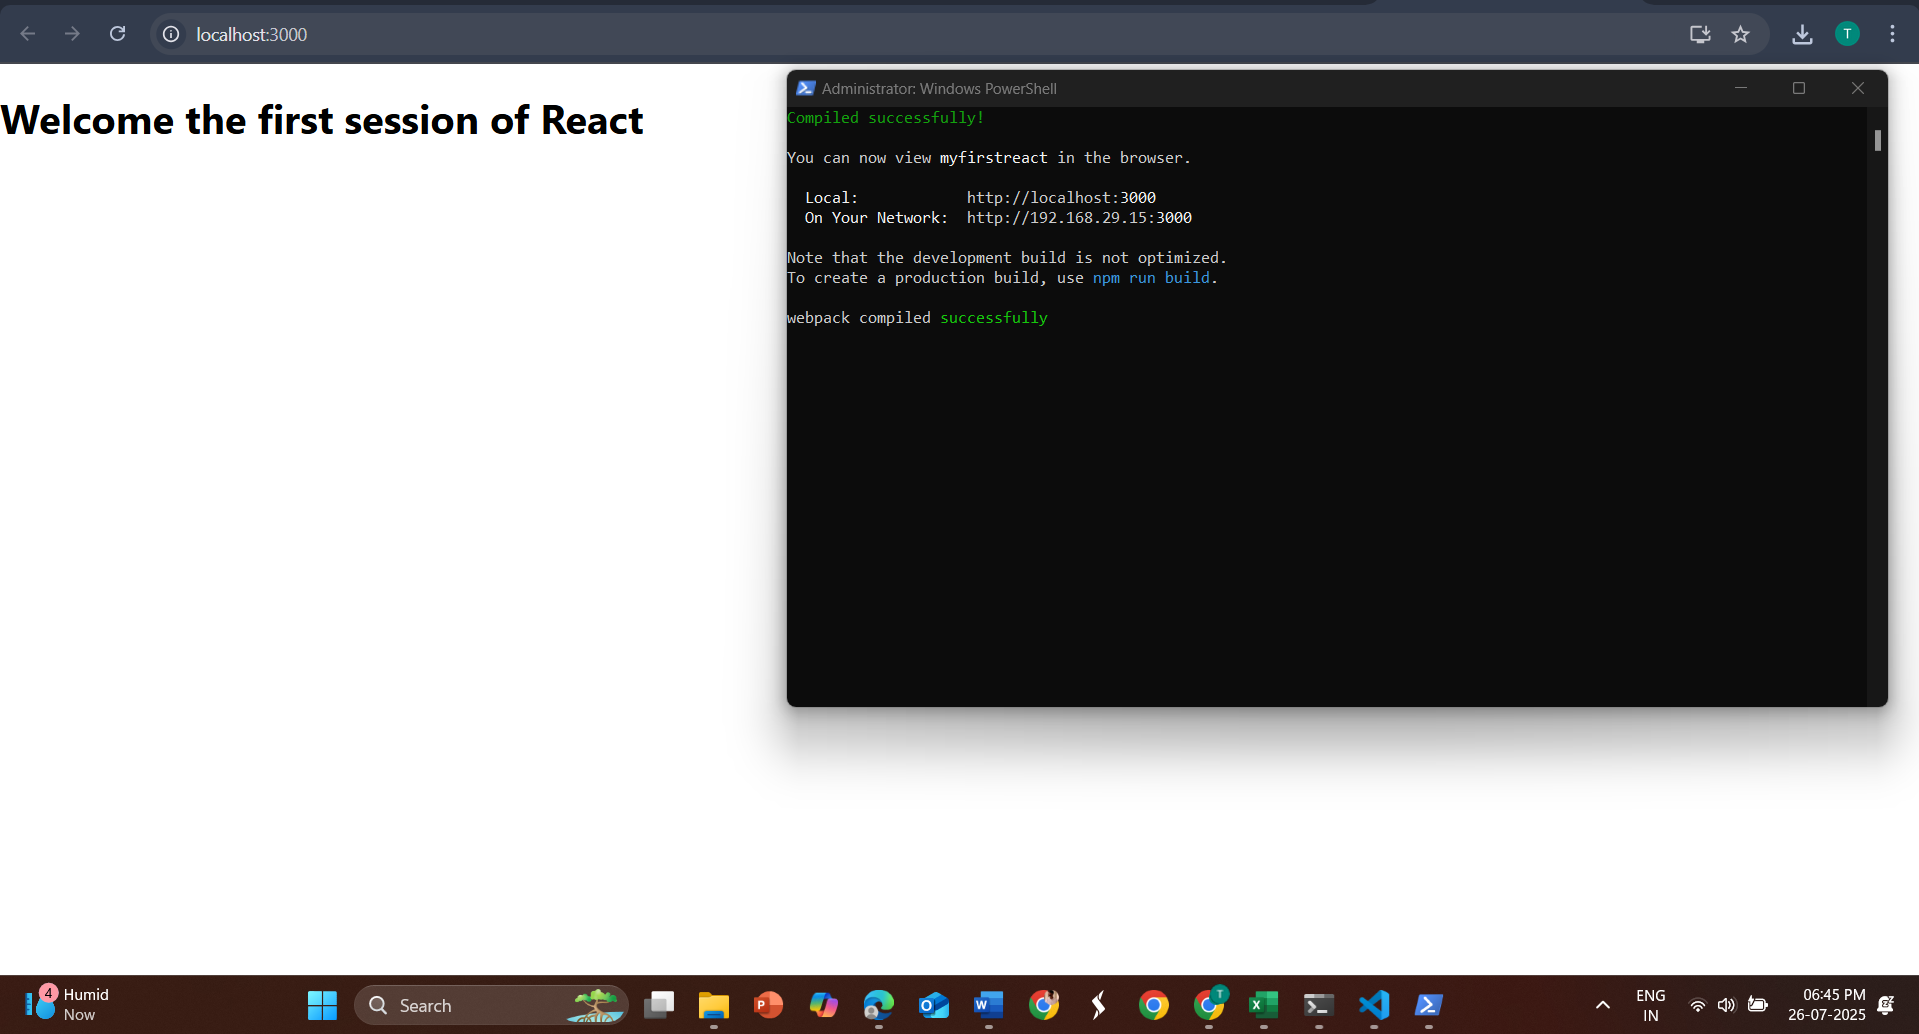 localhost:3000
T
Welcome the first session of React
Administrator: Windows PowerShell
Compiled successfully!
You can now view myfirstreact in the browser.
Local: http://localhost:3000
On Your Network: http://192.168.29.15:3000
Note that the development build is not optimized.
To create a production build, use npm run build.
webpack compiled successfully
4
Humid
Now
Search
T
ENG
IN
06:45 PM
26-07-2025